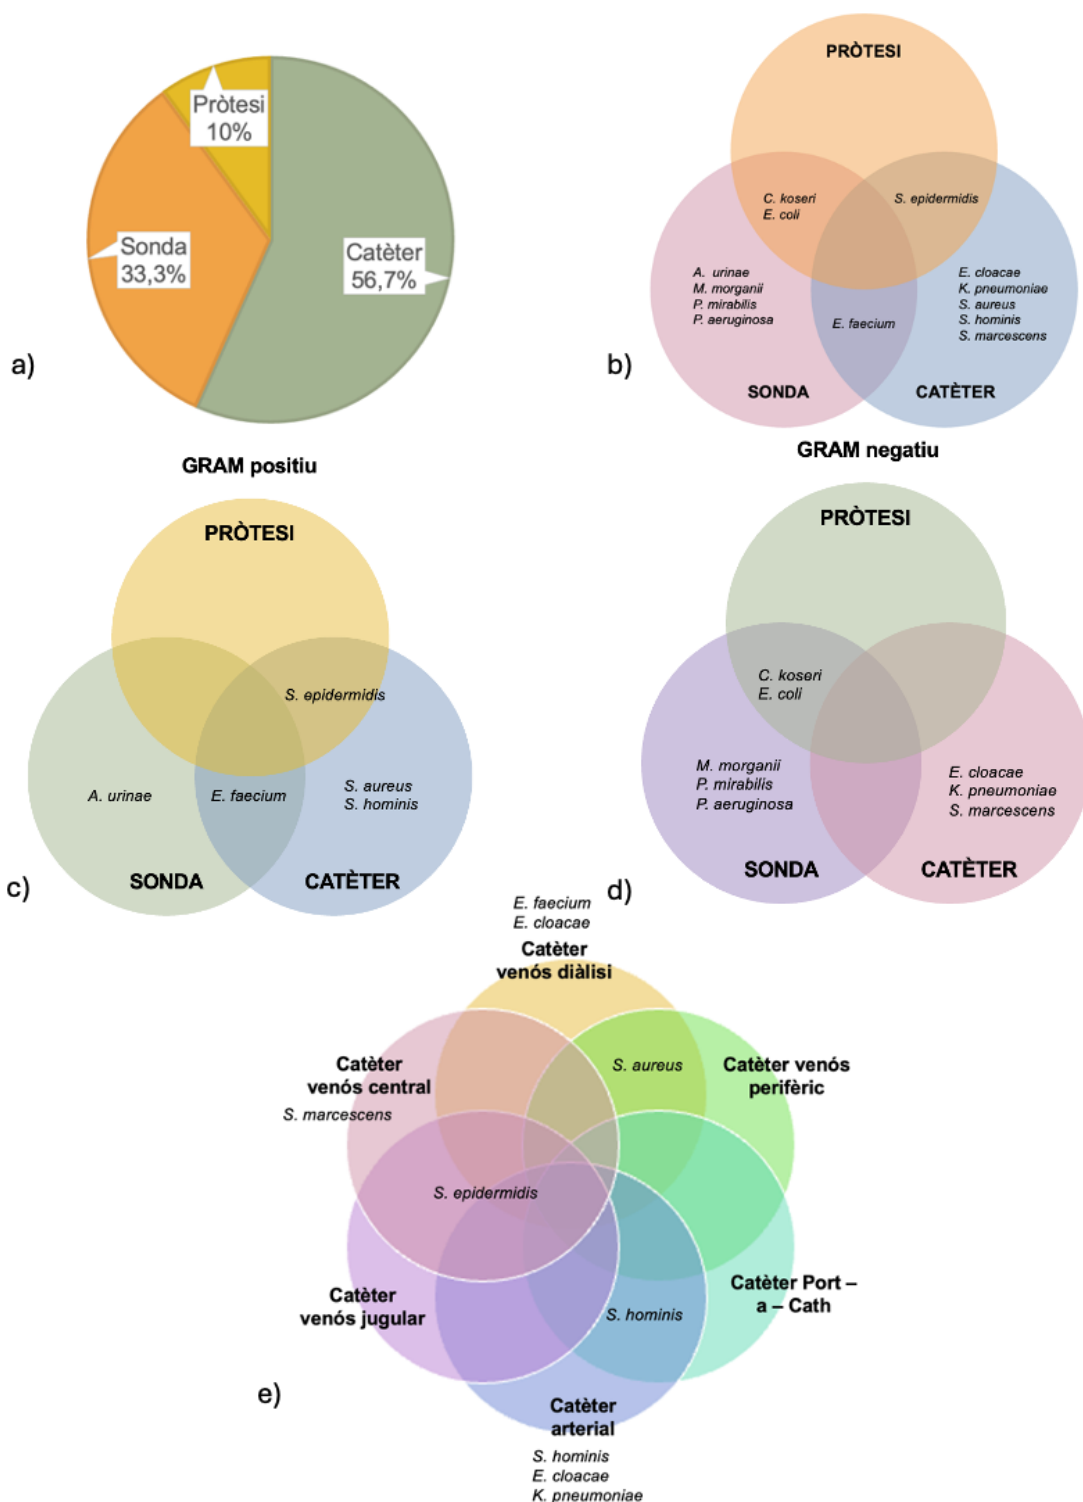 Pròtesi
10%
Sonda
33,3%
Catèter
56,7%
a)
PRÒTESI
C. koseri
E. coli
S. epidermidis
A. urinae
M. morganii
P. mirabilis
P. aeruginosa
E. faecium
E. cloacae
K. pneumoniae
S. aureus
S. hominis
S. marcescens
SONDA
CATÈTER
b)
GRAM positiu
PRÒTESI
S. epidermidis
A. urinae
E. faecium
S. aureus
S. hominis
SONDA
CATÈTER
c)
GRAM negatiu
PRÒTESI
C. koseri
E. coli
M. morganii
P. mirabilis
P. aeruginosa
E. cloacae
K. pneumoniae
S. marcescens
SONDA
CATÈTER
d)
E. faecium
E. cloacae
Catèter
venós diàlisi
Catèter
venós central
S. marcescens
S. aureus
Catèter venós
perifèric
S. epidermidis
Catèter
venós jugular
S. hominis
Catèter Port –
a – Cath
e)
Catèter
arterial
S. hominis
E. cloacae
K. pneumoniae